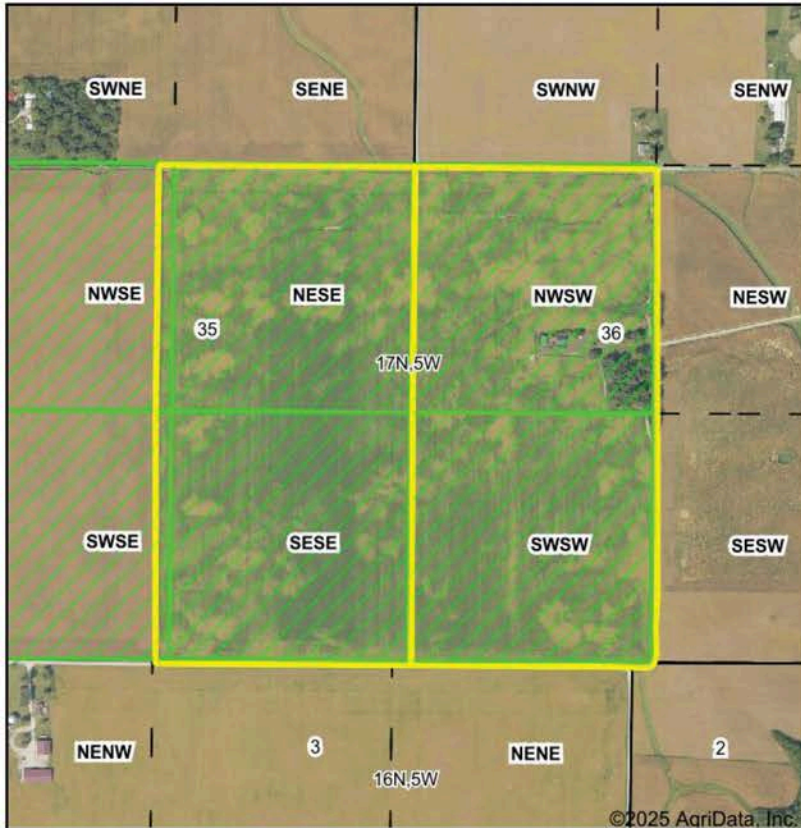 SWNE
SENE
SWNW
SENW
NWSE
NESE
NWSW
NESW
35
36
17N,5W
SWSE
SESE
SWSW
SESW
NENW
3
NENE
2
16N,5W
©2025 AgriData, Inc.